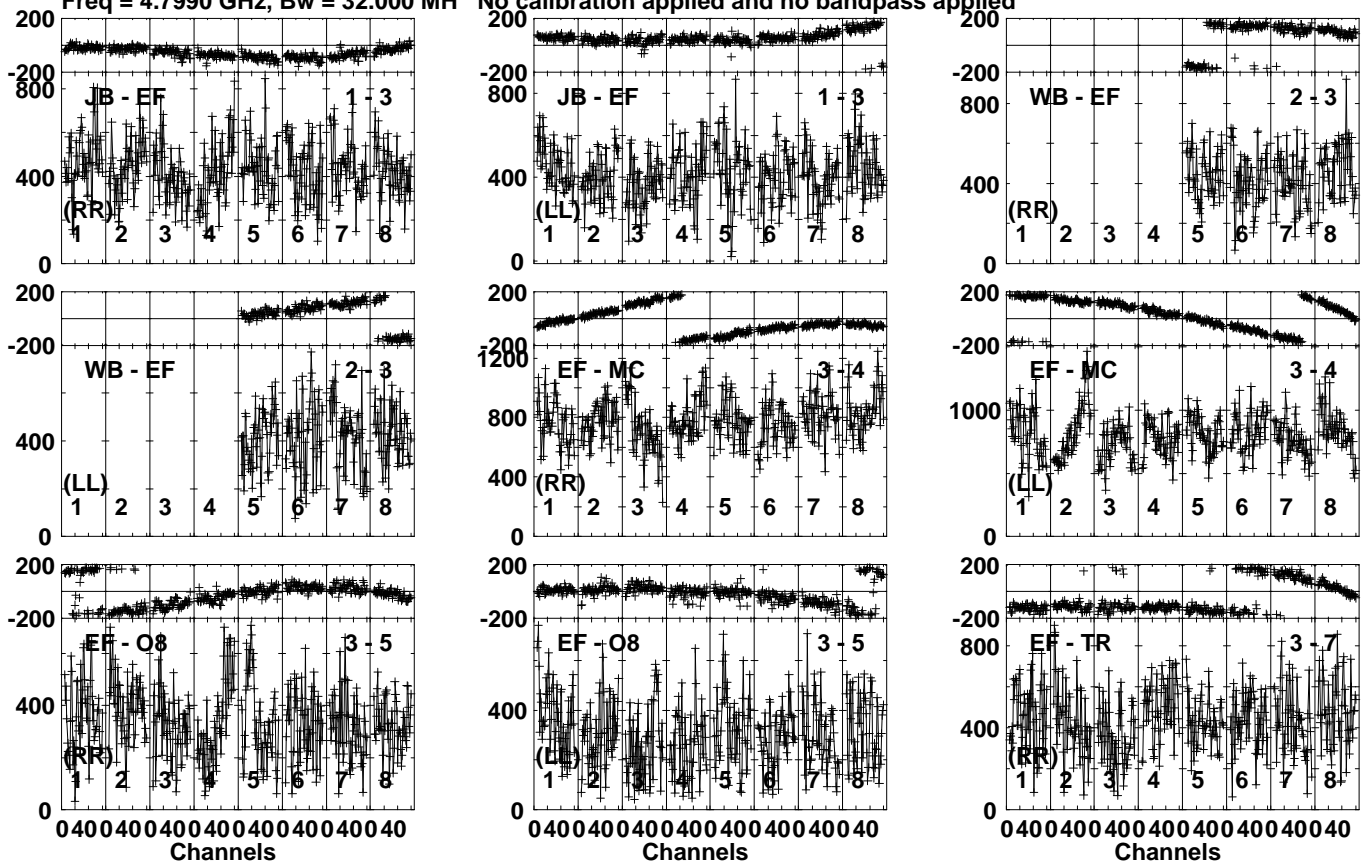 Freq = 4.7990 GHz, Bw = 32.000 MH No calibration applied and no bandpass applied
200 200 200
-200 -200 -200
800 800 800
JB - EF 1 - 3 JB - EF 1 - 3 WB - EF 2 - 3
400 400 400
(RR) (LL) (RR)
1 2 3 4 5 6 7 8 1 2 3 4 5 6 7 8 1 2 3 4 5 6 7 8
0 0 0
200 200 200
-200 -200 -200
1200
WB - EF 2 - 3 EF - MC 3 - 4 EF - MC 3 - 4
400 800 1000
400
(LL) (RR) (LL)
1 2 3 4 5 6 7 8 1 2 3 4 5 6 7 8 1 2 3 4 5 6 7 8
0 0 0
200 200 200
-200 -200 -200
EF - O8 3 - 5 EF - O8 3 - 5 EF - TR 3 - 7
800
400 400 400
(RR) (LL) (RR)
1 2 3 4 5 6 7 8 1 2 3 4 5 6 7 8 1 2 3 4 5 6 7 8
0 0 0
0 40 0 40 0 40 0 40 0 40 0 40 0 40 0 40 0 40 0 40 0 40 0 40 0 40 0 40 0 40 0 40 0 40 0 40 0 40 0 40 0 40 0 40 0 40 0 40
Channels Channels Channels